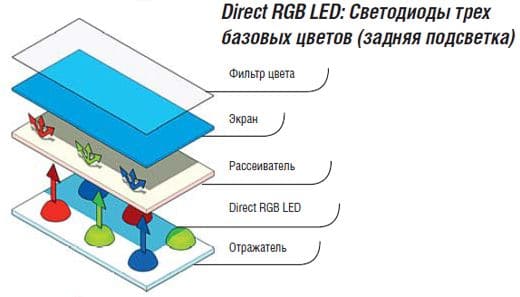 Direct RGB LED: Светодиоды трех
базовых цветов (задняя подсветка)
Фильтр цвета
Экран
Рассеиватель
Direct RGB LED
Отражатель